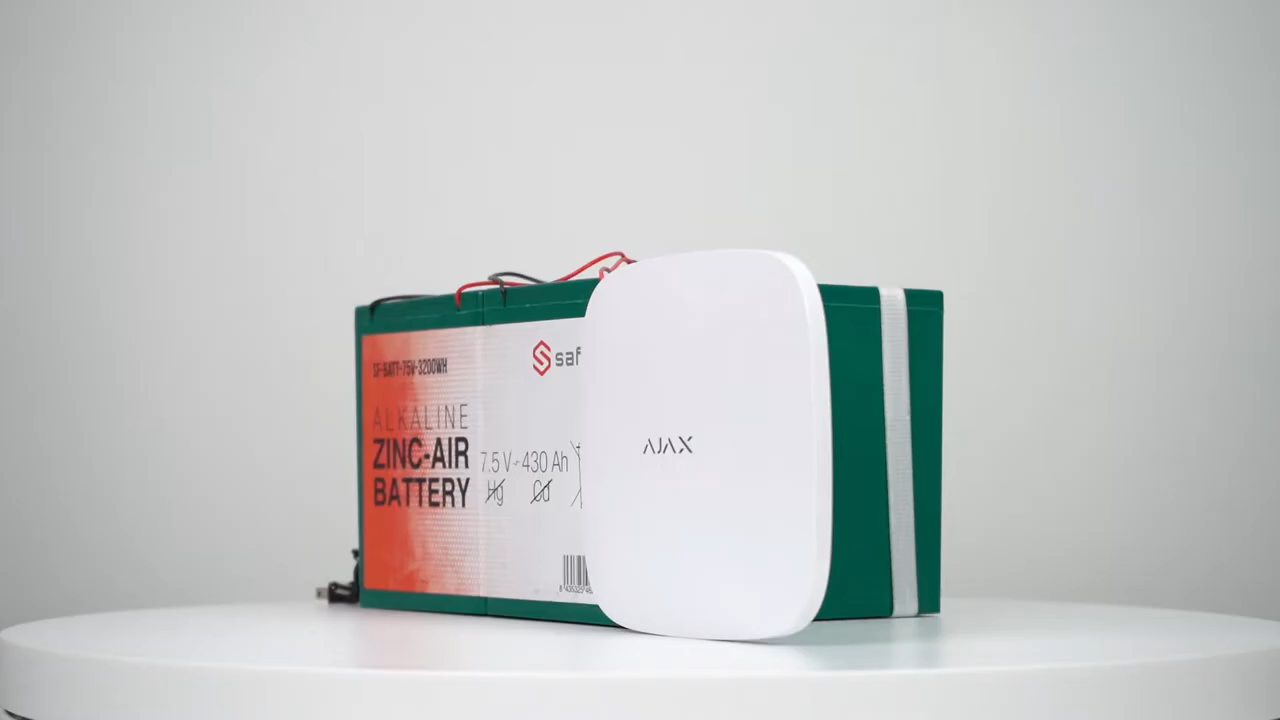 SF-BATT-75V-3200WH
saf
ALKALINE
ZINC-AIR
BATTERY
7.5 V ⎓ 430 Ah
Hg Cd
AJAX